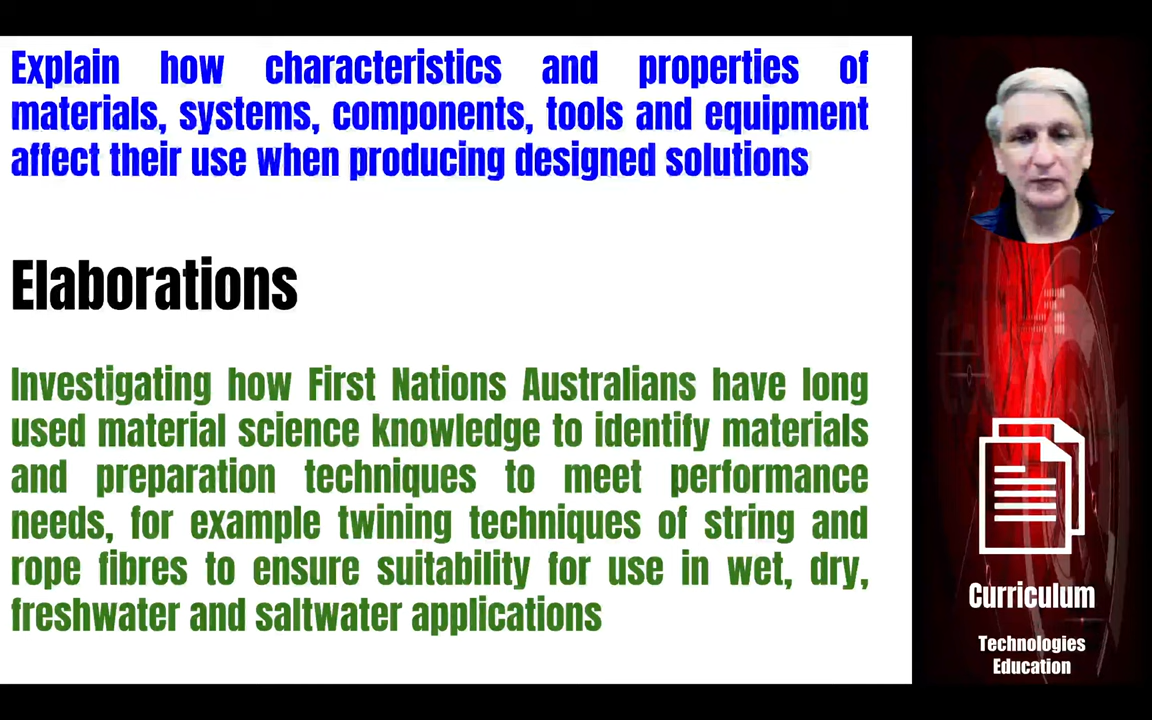 Explain how characteristics and properties of
materials, systems, components, tools and equipment
affect their use when producing designed solutions
Elaborations
Investigating how First Nations Australians have long
used material science knowledge to identify materials
and preparation techniques to meet performance
needs, for example twining techniques of string and
rope fibres to ensure suitability for use in wet, dry,
freshwater and saltwater applications
Curriculum
Technologies
Education